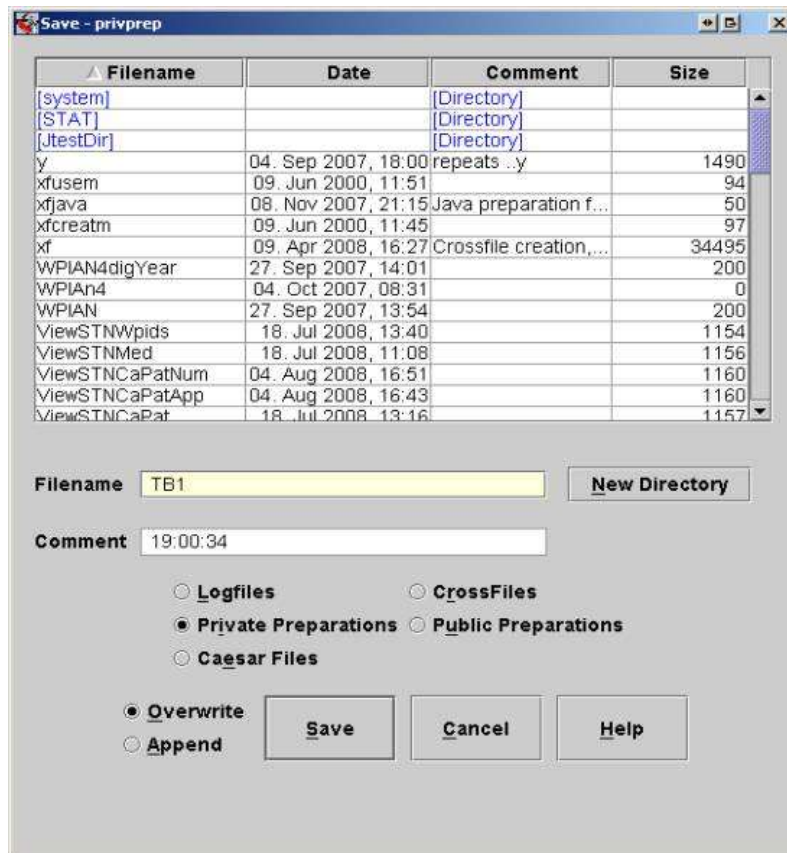 Save - privprep
Filename Date Comment Size
[system] [Directory]
[STAT] [Directory]
[JtestDir] [Directory]
y 04. Sep 2007, 18:00 repeats ..y 1490
xfusem 09. Jun 2000, 11:51 94
xfjava 08. Nov 2007, 21:15 Java preparation f... 50
xfcreatm 09. Jun 2000, 11:45 97
xf 09. Apr 2008, 16:27 Crossfile creation,... 34495
WPIAN4digYear 27. Sep 2007, 14:01 200
WPIAn4 04. Oct 2007, 08:31 0
WPIAN 27. Sep 2007, 13:54 200
ViewSTNWpids 18. Jul 2008, 13:40 1154
ViewSTNMed 18. Jul 2008, 11:08 1156
ViewSTNCaPatNum 04. Aug 2008, 16:51 1160
ViewSTNCaPatApp 04. Aug 2008, 16:43 1160
ViewSTNCaPat 18. Jul 2008, 13:16 1157
Filename TB1 New Directory
Comment 19:00:34
Logfiles CrossFiles
Private Preparations Public Preparations
Caesar Files
Overwrite
Append
Save Cancel Help